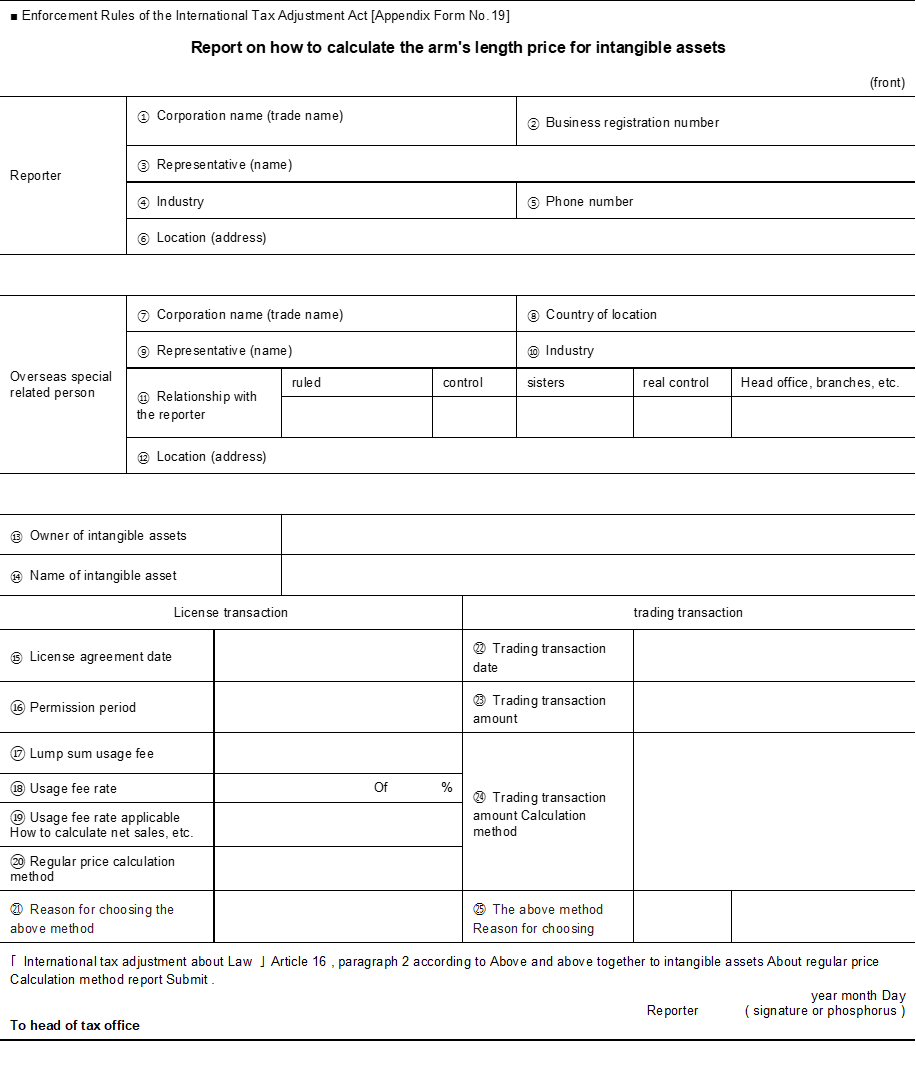 ■ Enforcement Rules of the International Tax Adjustment Act [Appendix Form No. 19]
Report on how to calculate the arm's length price for intangible assets
(front)
Reporter
① Corporation name (trade name)
② Business registration number
③ Representative (name)
④ Industry
⑤ Phone number
⑥ Location (address)
Overseas special
related person
⑦ Corporation name (trade name)
⑧ Country of location
⑨ Representative (name)
⑩ Industry
⑪ Relationship with
the reporter
ruled
control
sisters
real control
Head office, branches, etc.
⑫ Location (address)
⑬ Owner of intangible assets
⑭ Name of intangible asset
License transaction
trading transaction
⑮ License agreement date
㉒ Trading transaction
date
⑯ Permission period
㉓ Trading transaction
amount
⑰ Lump sum usage fee
⑱ Usage fee rate
Of %
⑲ Usage fee rate applicable
How to calculate net sales, etc.
㉔ Trading transaction
amount Calculation
method
⑳ Regular price calculation
method
㉑ Reason for choosing the
above method
㉕ The above method
Reason for choosing
「 International tax adjustment about Law 」 Article 16 , paragraph 2 according to Above and above together to intangible assets About regular price
Calculation method report Submit .
year month Day
Reporter ( signature or phosphorus )
To head of tax office